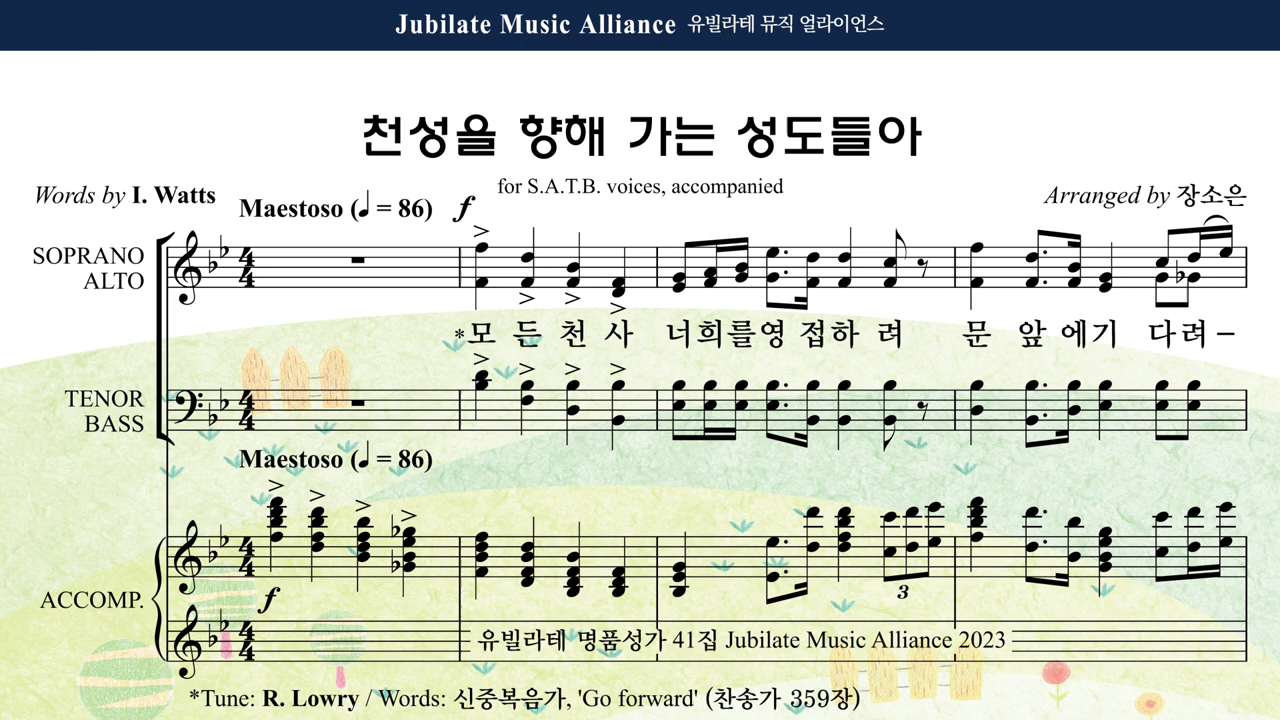 Jubilate Music Alliance 유빌라테 뮤직 얼라이언스
천성을 향해 가는 성도들아
for S.A.T.B. voices, accompanied
Words by I. Watts
Arranged by 장소은
Maestoso (♩ = 86) f
SOPRANO
ALTO
*모 든 천 사 너희를영 접하 려 문 앞 에기 다려 –
TENOR
BASS
Maestoso (♩ = 86)
ACCOMP.
f
3
유빌라테 명품성가 41집 Jubilate Music Alliance 2023
*Tune: R. Lowry / Words: 신중복음가, 'Go forward' (찬송가 359장)